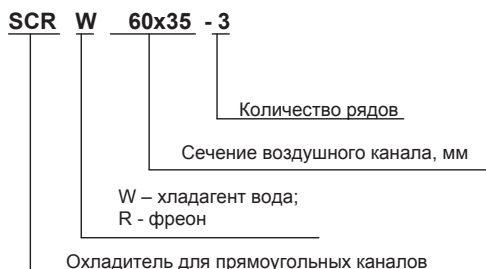 SCR W 60x35 - 3
Количество рядов
Сечение воздушного канала, мм
W – хладагент вода;
R - фреон
Охладитель для прямоугольных каналов